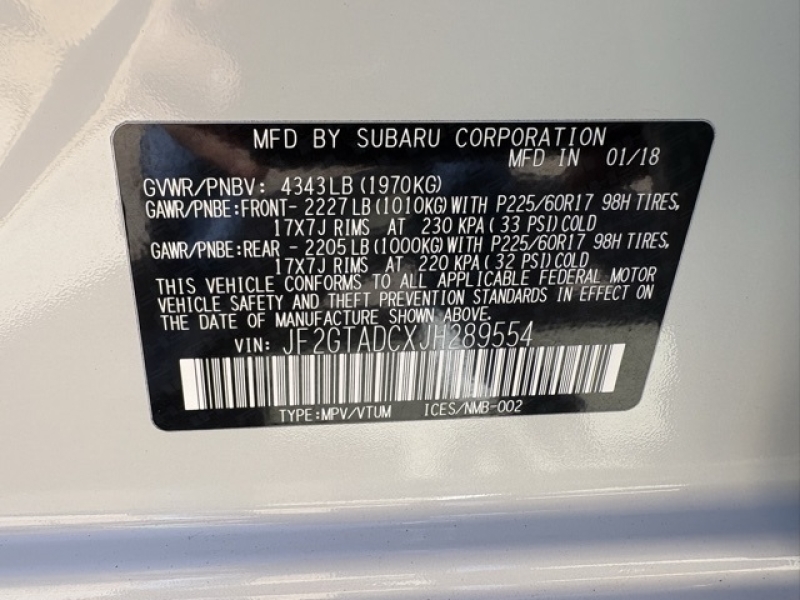 MFD BY SUBARU CORPORATION
MFD IN 01/18
GVWR/PNBV: 4343LB (1970KG)
GAWR/PNBE:FRONT- 2227LB (1010KG) WITH P225/60R17 98H TIRES,
17X7J RIMS AT 230 KPA ( 33 PSI) COLD
GAWR/PNBE:REAR - 2205LB (1000KG) WITH P225/60R17 98H TIRES,
17X7J RIMS AT 220 KPA ( 32 PSI) COLD
THIS VEHICLE CONFORMS TO ALL APPLICABLE FEDERAL MOTOR
VEHICLE SAFETY AND THEFT PREVENTION STANDARDS IN EFFECT ON
THE DATE OF MANUFACTURE SHOWN ABOVE.
VIN: JF2GTADCXJH289554
TYPE:MPV/VTUM ICES/NMB-002